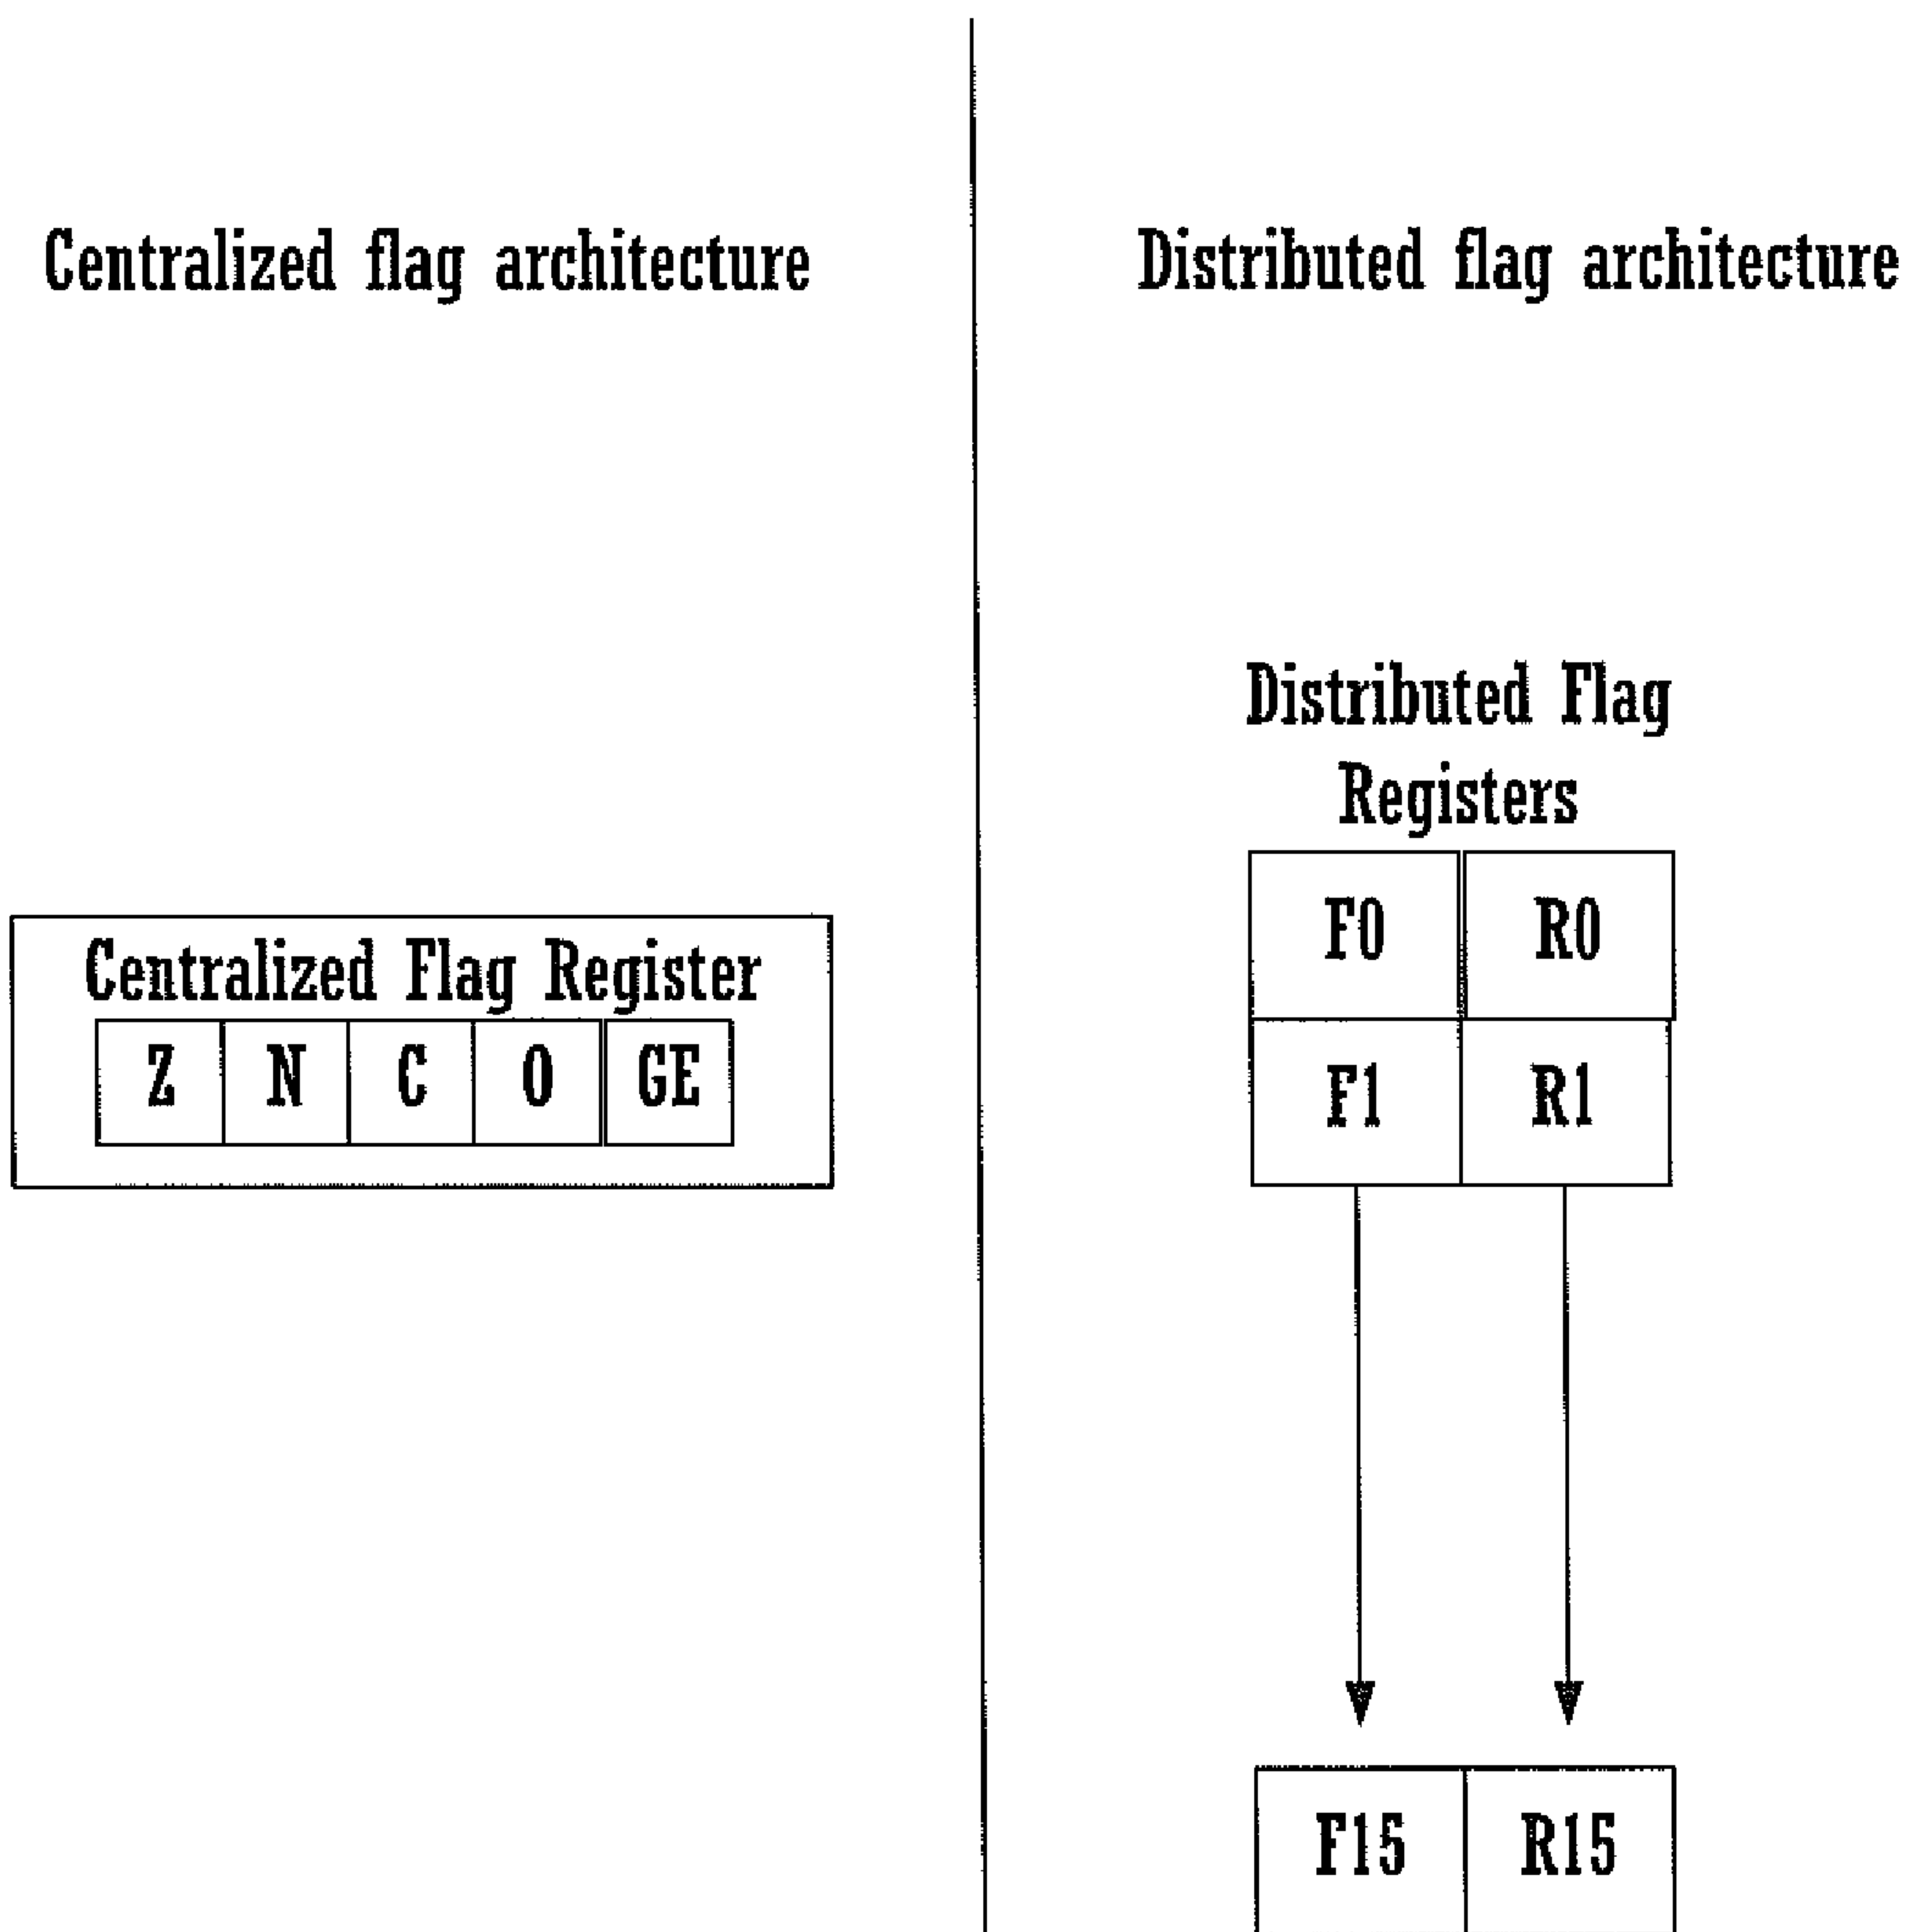 Centralized flag architecture
Centralized Flag Register
Z N C O GE
Distributed flag architecture
Distributed Flag
Registers
F0 R0
F1 R1
F15 R15